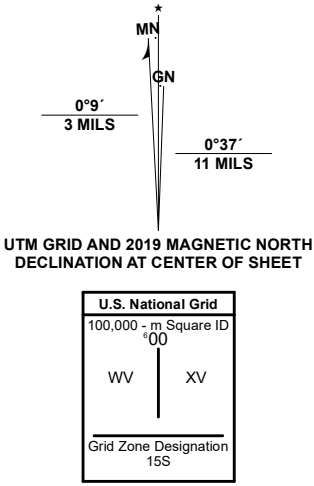 ★
MN
GN
0°9´
3 MILS
0°37´
11 MILS
UTM GRID AND 2019 MAGNETIC NORTH
DECLINATION AT CENTER OF SHEET
U.S. National Grid
100,000 - m Square ID
⁶00
WV XV
Grid Zone Designation
15S